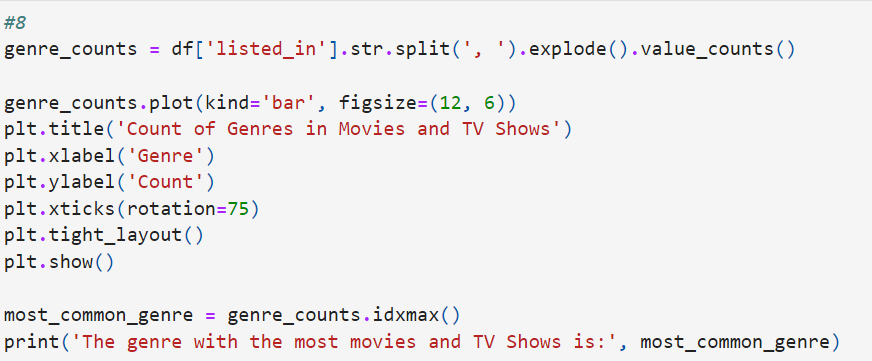 #8
genre_counts = df['listed_in'].str.split(', ').explode().value_counts()
genre_counts.plot(kind='bar', figsize=(12, 6))
plt.title('Count of Genres in Movies and TV Shows')
plt.xlabel('Genre')
plt.ylabel('Count')
plt.xticks(rotation=75)
plt.tight_layout()
plt.show()
most_common_genre = genre_counts.idxmax()
print('The genre with the most movies and TV Shows is:', most_common_genre)